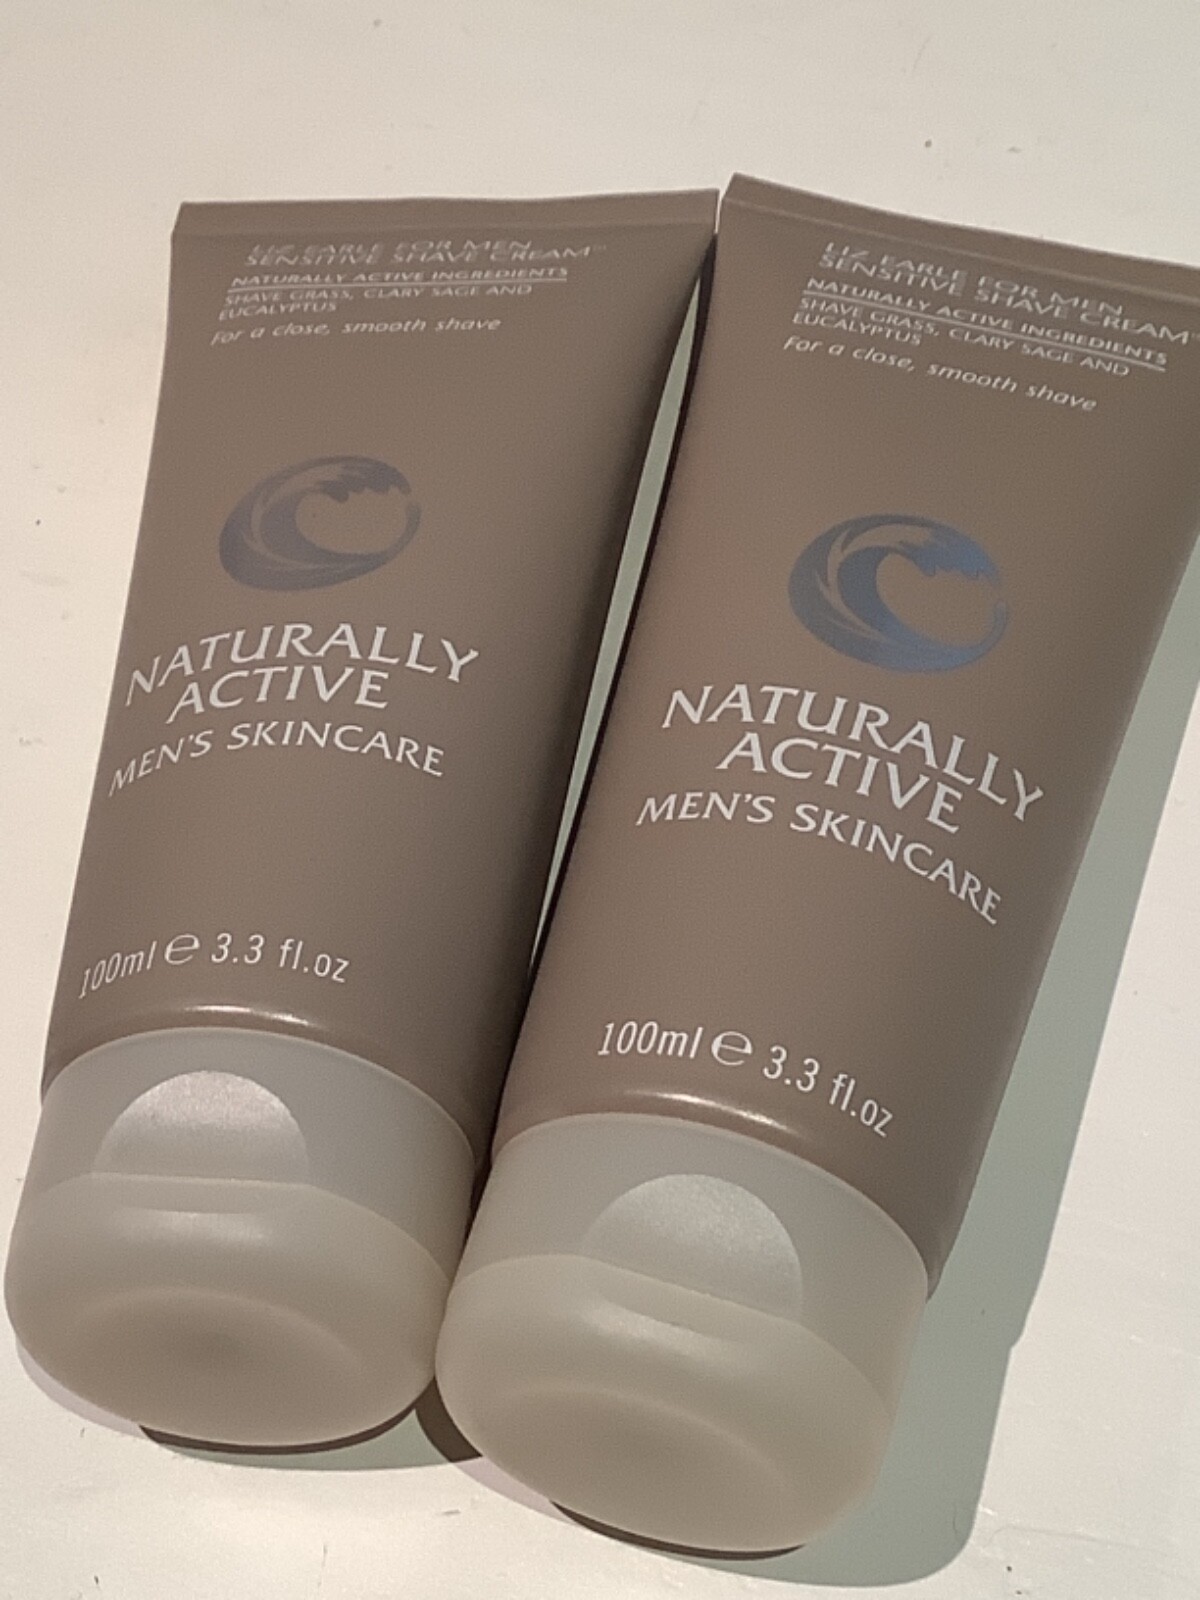 LIZ EARLE FOR MEN
SENSITIVE SHAVE CREAM™
NATURALLY ACTIVE INGREDIENTS
SHAVE GRASS, CLARY SAGE AND
EUCALYPTUS
For a close, smooth shave
NATURALLY
ACTIVE
MEN'S SKINCARE
100ml ℮ 3.3 fl.oz
LIZ EARLE FOR MEN
SENSITIVE SHAVE CREAM™
NATURALLY ACTIVE INGREDIENTS
SHAVE GRASS, CLARY SAGE AND
EUCALYPTUS
For a close, smooth shave
NATURALLY
ACTIVE
MEN'S SKINCARE
100ml ℮ 3.3 fl.oz